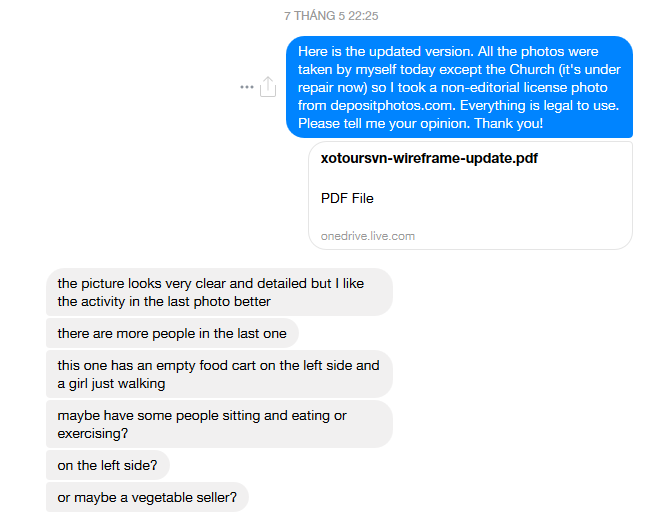 7 THÁNG 5 22:25
Here is the updated version. All the photos were
taken by myself today except the Church (it's under
repair now) so I took a non-editorial license photo
from depositphotos.com. Everything is legal to use.
Please tell me your opinion. Thank you!
xotoursvn-wireframe-update.pdf
PDF File
onedrive.live.com
the picture looks very clear and detailed but I like
the activity in the last photo better
there are more people in the last one
this one has an empty food cart on the left side and
a girl just walking
maybe have some people sitting and eating or
exercising?
on the left side?
or maybe a vegetable seller?